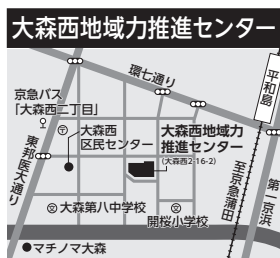 大森西地域力推進センター
環七通り
平和島
京急バス
「大森西二丁目」
大森西
区民センター
大森西地域力
推進センター
(大森西2-16-2)
東邦医大通り
至京急蒲田
第一京浜
大森第八中学校
開桜小学校
マチノマ大森